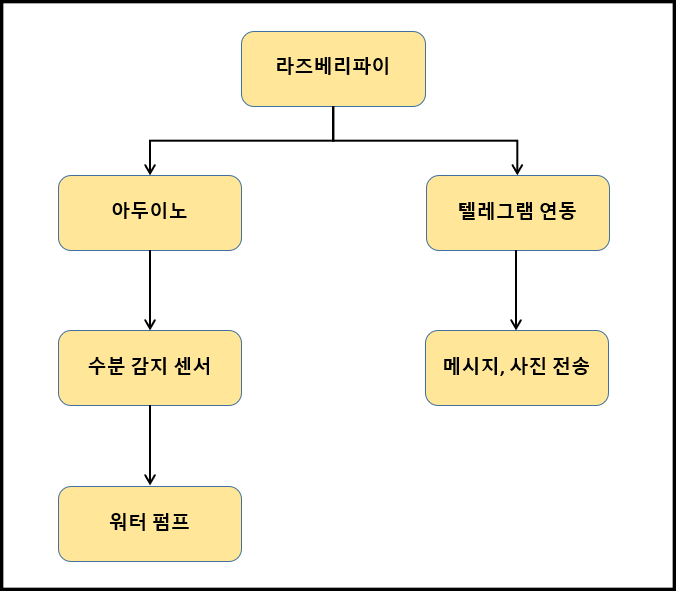 라즈베리파이
아두이노
텔레그램 연동
수분 감지 센서
메시지, 사진 전송
워터 펌프